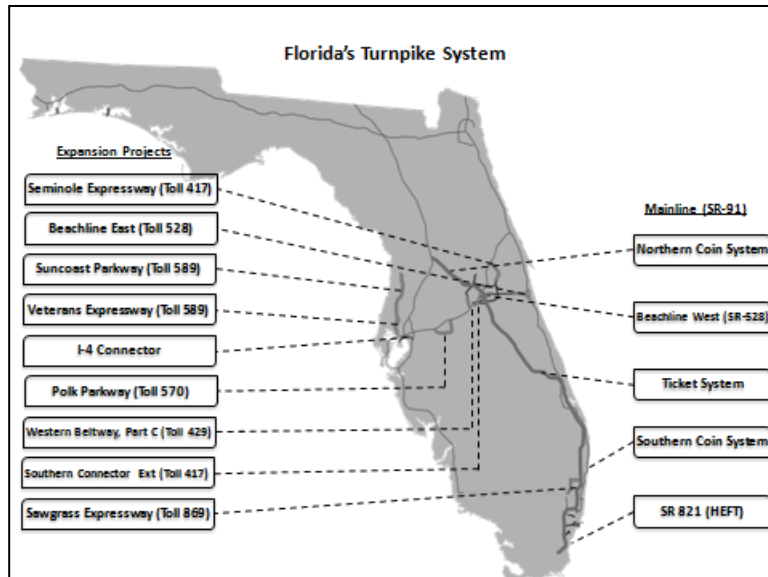 Florida's Turnpike System
Expansion Projects
Seminole Expressway (Toll 417)
Beachline East (Toll 528)
Suncoast Parkway (Toll 589)
Veterans Expressway (Toll 589)
I-4 Connector
Polk Parkway (Toll 570)
Western Beltway, Part C (Toll 429)
Southern Connector Ext (Toll 417)
Sawgrass Expressway (Toll 869)
Mainline (SR-91)
Northern Coin System
Beachline West (SR-528)
Ticket System
Southern Coin System
SR 821 (HEFT)